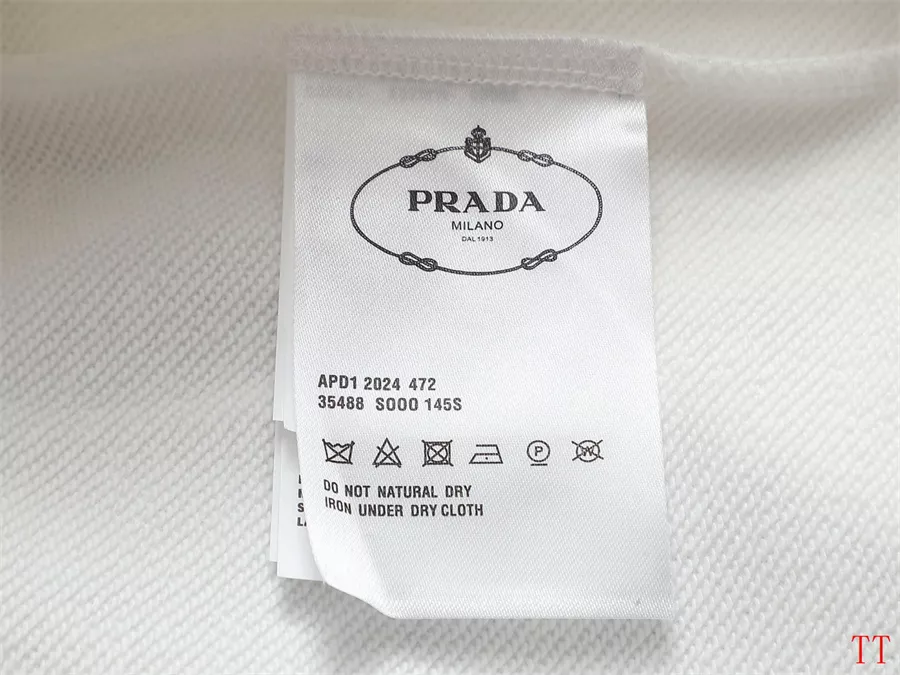 PRADA
MILANO
DAL 1913
APD1 2024 472
35488 S000 145S
P
W
DO NOT NATURAL DRY
IRON UNDER DRY CLOTH
TT